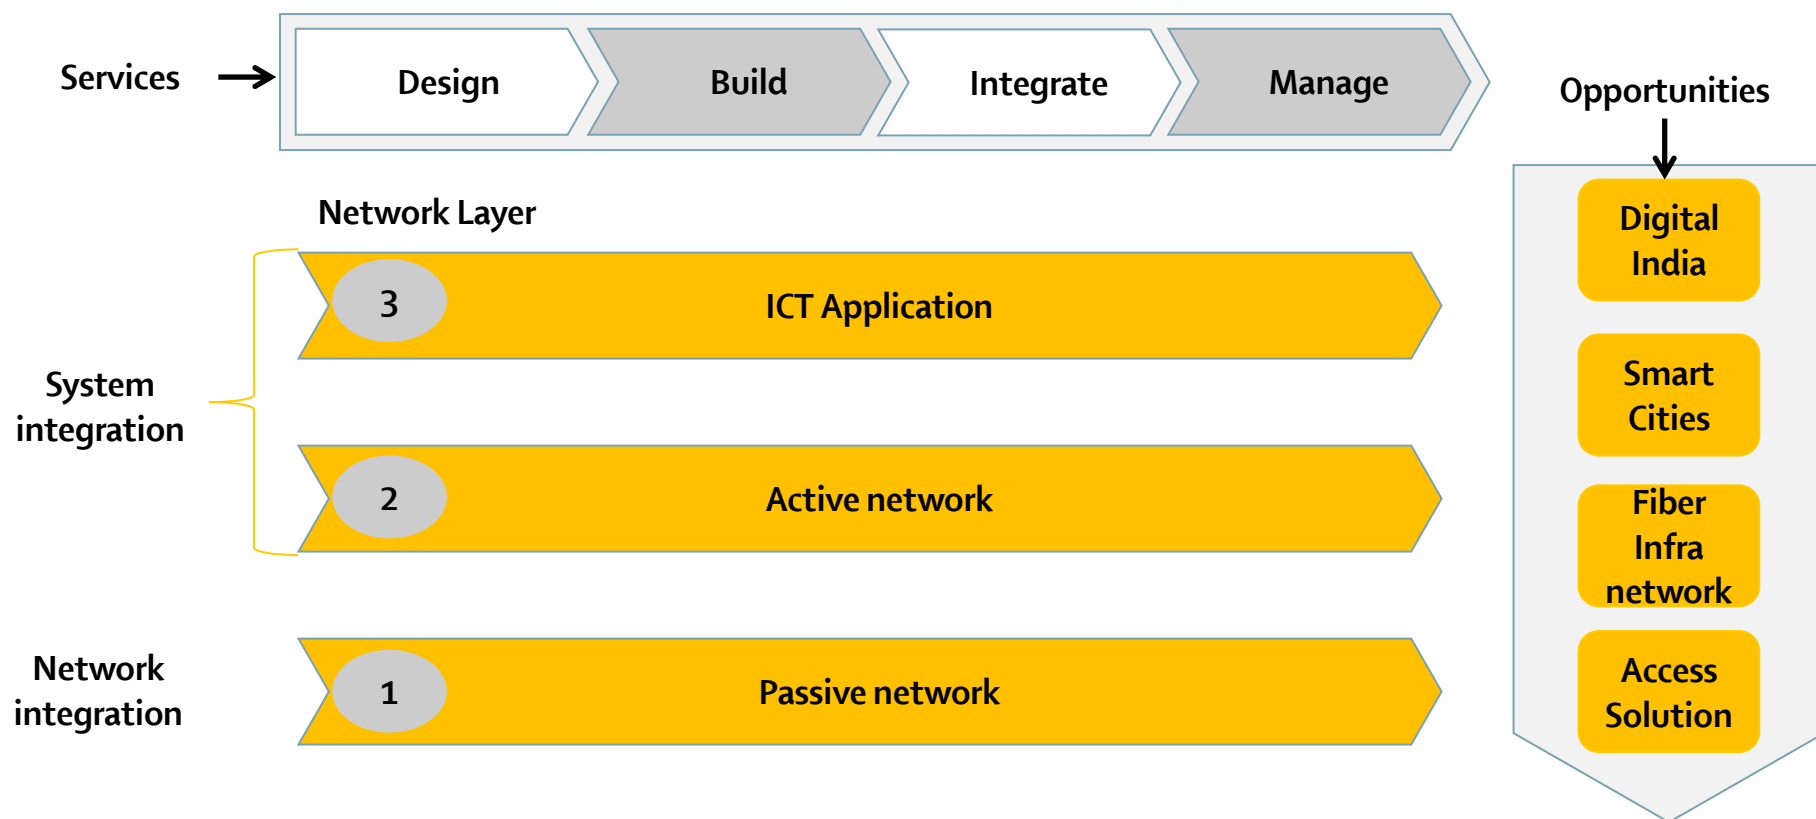 Services
Design
Build
Integrate
Manage
Opportunities
Network Layer
3
ICT Application
System
integration
2
Active network
Network
integration
1
Passive network
Digital
India
Smart
Cities
Fiber
Infra
network
Access
Solution